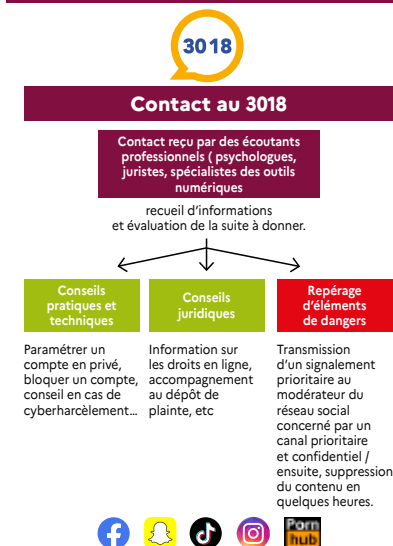 3018
Contact au 3018
Contact reçu par des écoutants
professionnels ( psychologues,
juristes, spécialistes des outils
numériques
recueil d'informations
et évaluation de la suite à donner.
Conseils
pratiques et
techniques
Paramétrer un
compte en privé,
bloquer un compte,
conseil en cas de
cyberharcèlement...
Conseils
juridiques
Information sur
les droits en ligne,
accompagnement
au dépôt de
plainte, etc
Repérage
d'éléments
de dangers
Transmission
d'un signalement
prioritaire au
modérateur du
réseau social
concerné par un
canal prioritaire
et confidentiel /
ensuite, suppression
du contenu en
quelques heures.
Porn
hub